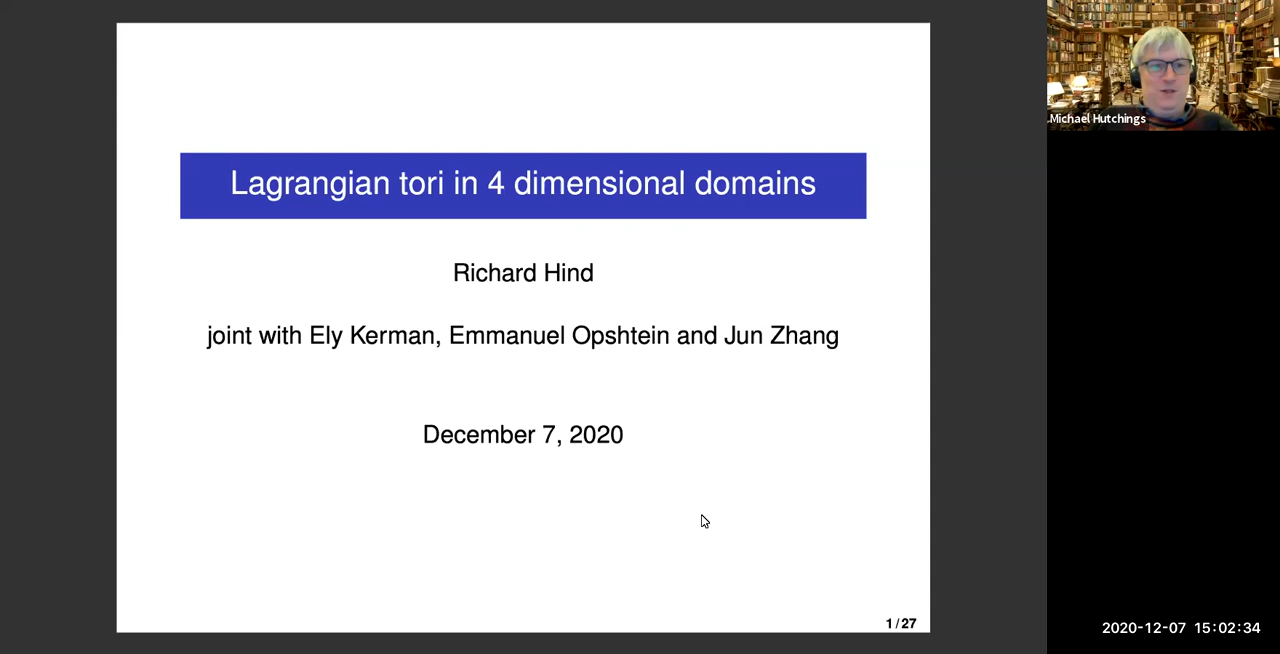 Lagrangian tori in 4 dimensional domains
Richard Hind
joint with Ely Kerman, Emmanuel Opshtein and Jun Zhang
December 7, 2020
1 / 27
Michael Hutchings
2020-12-07 15:02:34